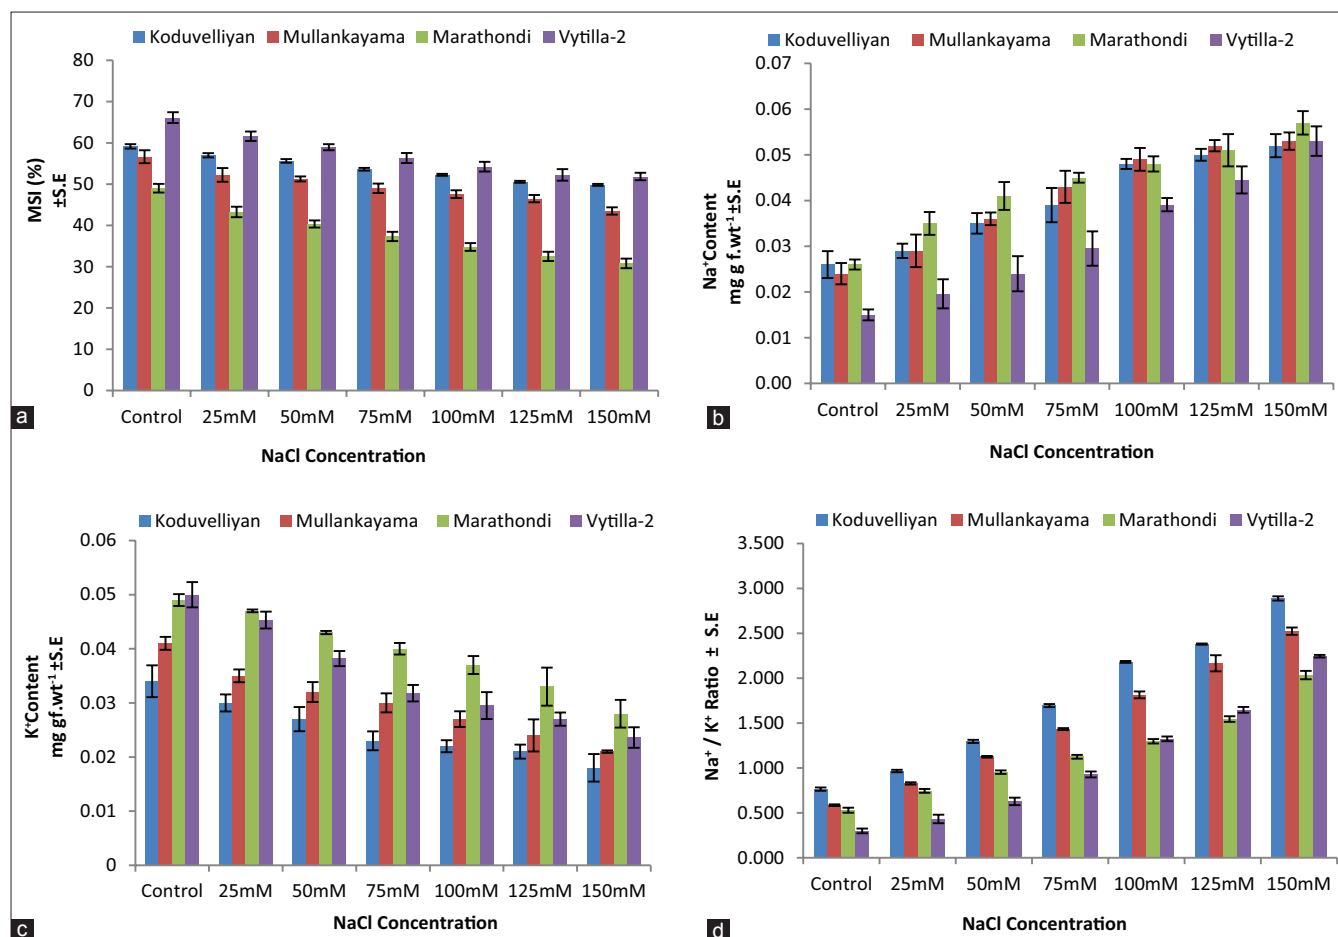 Koduvelliyan Mullankayama Marathondi Vytilla-2
80
70
60
50
40
30
20
10
0
MSI (%)
±S.E
Control 25mM 50mM 75mM 100mM 125mM 150mM
NaCl Concentration
a
Koduvelliyan Mullankayama Marathondi Vytilla-2
0.07
0.06
0.05
0.04
0.03
0.02
0.01
0.00
Na⁺Content
mg g f.wt⁻¹±S.E
Control 25mM 50mM 75mM 100mM 125mM 150mM
NaCl Concentration
b
Koduvelliyan Mullankayama Marathondi Vytilla-2
0.06
0.05
0.04
0.03
0.02
0.01
0
K⁺Content
mg gf.wt⁻¹ ±S.E
Control 25mM 50mM 75mM 100mM 125mM 150mM
NaCl Concentration
c
Koduvelliyan Mullankayama Marathondi Vytilla-2
3.500
3.000
2.500
2.000
1.500
1.000
0.500
0.000
Na⁺ / K⁺ Ratio ± S.E
Control 25mM 50mM 75mM 100mM 125mM 150mM
NaCl Concentration
d